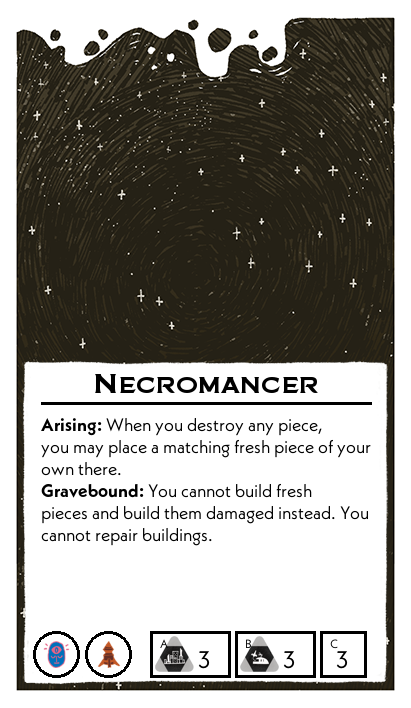 NECROMANCER
Arising: When you destroy any piece,
you may place a matching fresh piece of your
own there.
Gravebound: You cannot build fresh
pieces and build them damaged instead. You
cannot repair buildings.
A 3 B 3 C 3